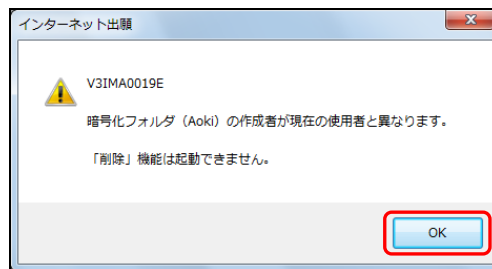 インターネット出願
V3IMA0019E
暗号化フォルダ（Aoki）の作成者が現在の使用者と異なります。
「削除」機能は起動できません。
OK